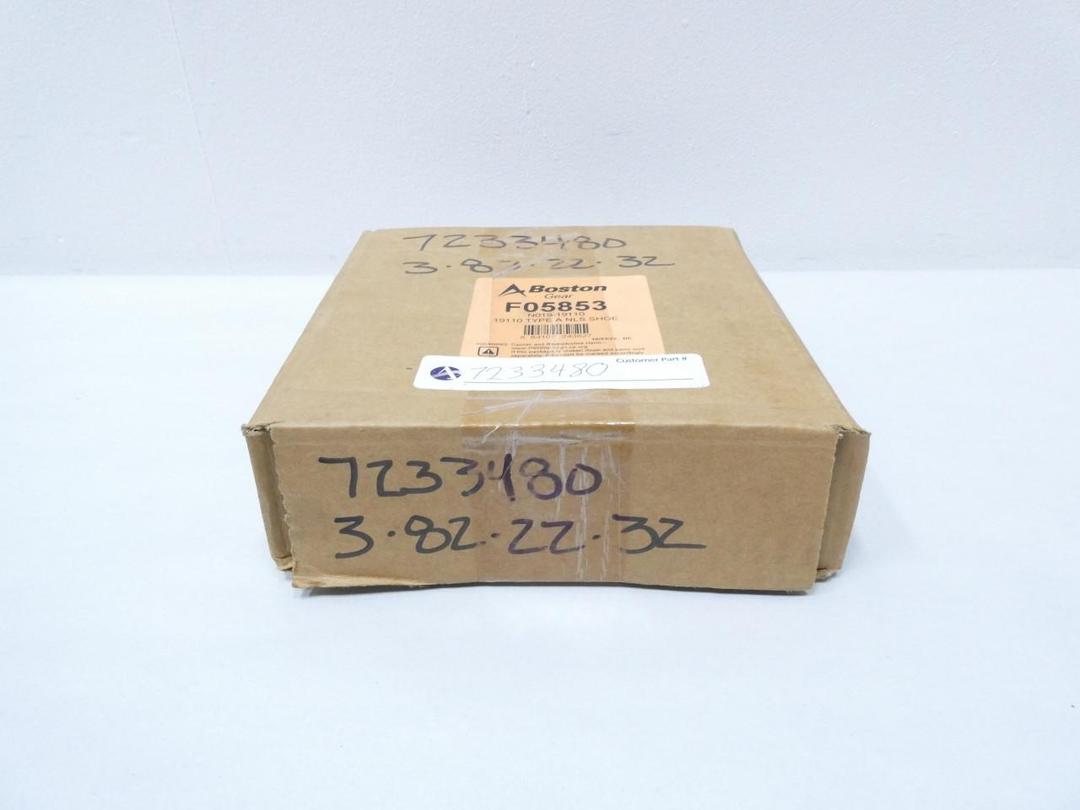 7233480
3.82.22.32
Boston
Gear
F05853
N019-19110
19110 TYPE A NLS SHOE
Customer Part #
7233480
7233480
3.82.22.32